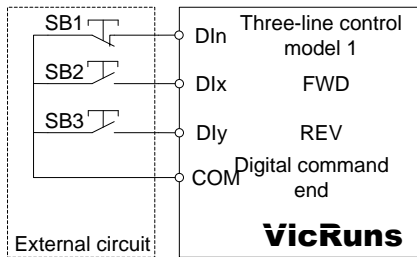 SB1
DIn
Three-line control
model 1
SB2
DIx
FWD
SB3
DIy
REV
COM
Digital command
end
External circuit
VicRuns